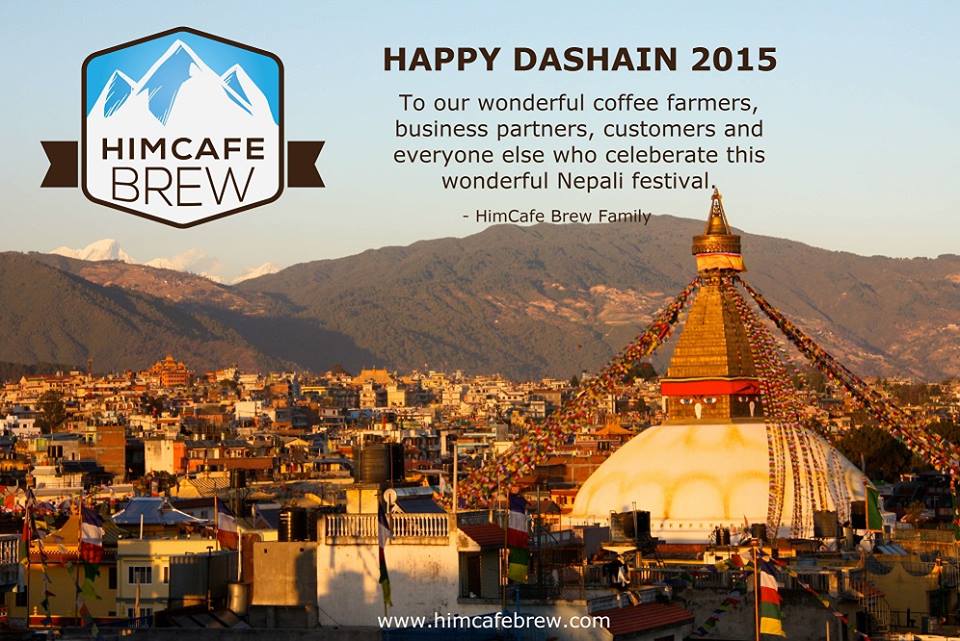 HIMCAFE
BREW
HAPPY DASHAIN 2015
To our wonderful coffee farmers,
business partners, customers and
everyone else who celeberate this
wonderful Nepali festival.
- HimCafe Brew Family
www.himcafebrew.com